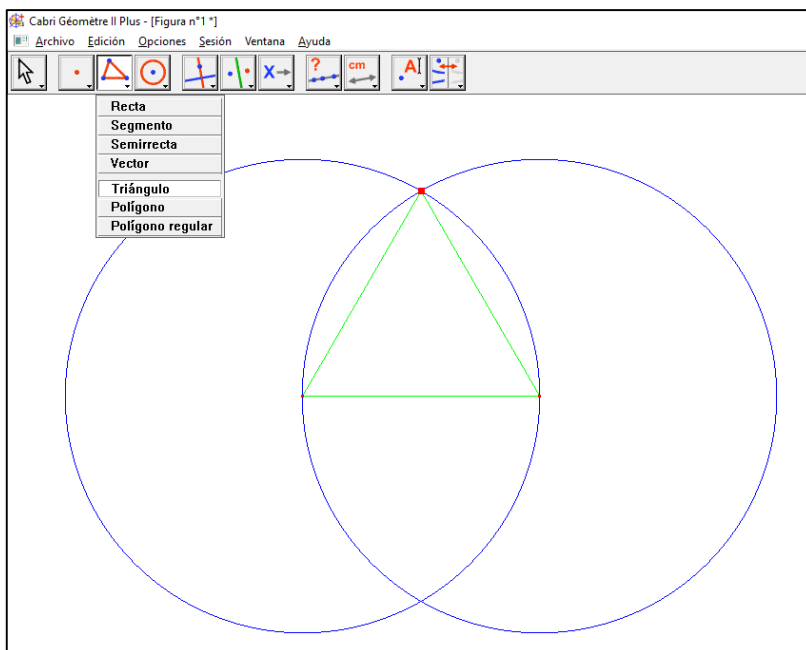 Cabri Géomètre II Plus - [Figura n°1 *]
Archivo Edición Opciones Sesión Ventana Ayuda
X ? cm A
Recta
Segmento
Semirrecta
Vector
Triángulo
Polígono
Polígono regular